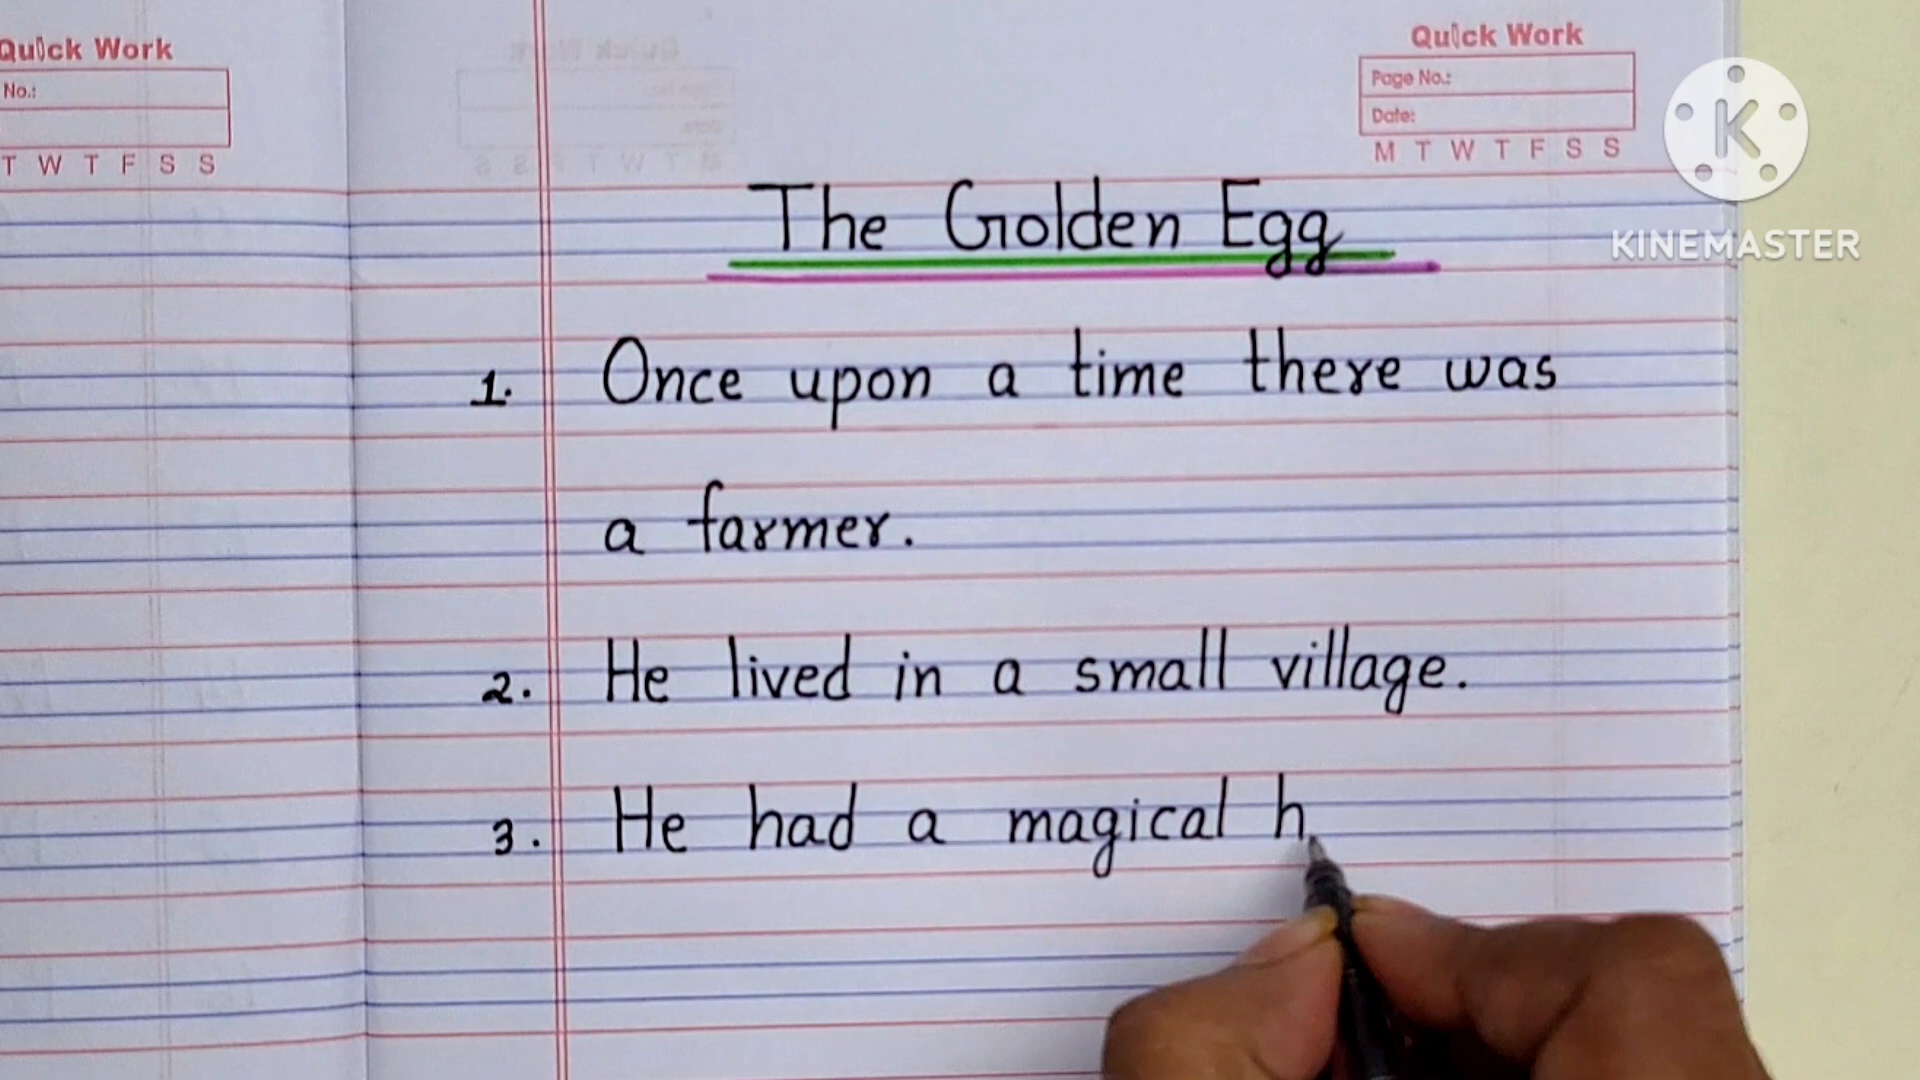 Quick Work
No.:
T W T F S S
Quick Work
Page No.:
Date:
M T W T F S S
KINEMASTER
The Golden Egg
1. Once upon a time there was
a farmer.
2. He lived in a small village.
3. He had a magical h